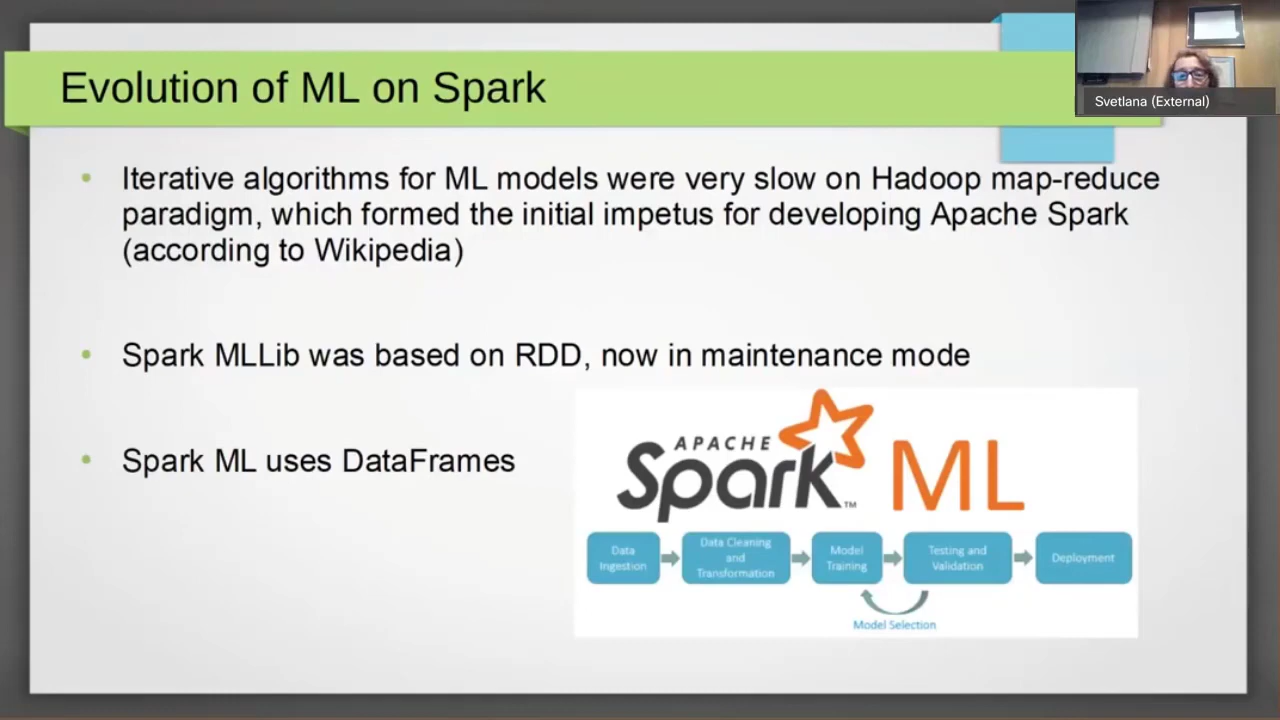 Evolution of ML on Spark
Svetlana (External)
• Iterative algorithms for ML models were very slow on Hadoop map-reduce
paradigm, which formed the initial impetus for developing Apache Spark
(according to Wikipedia)
• Spark MLLib was based on RDD, now in maintenance mode
• Spark ML uses DataFrames
APACHE
Spark™ ML
Data
Ingestion
Data Cleaning
and
Transformation
Model
Training
Testing and
Validation
Deployment
Model Selection